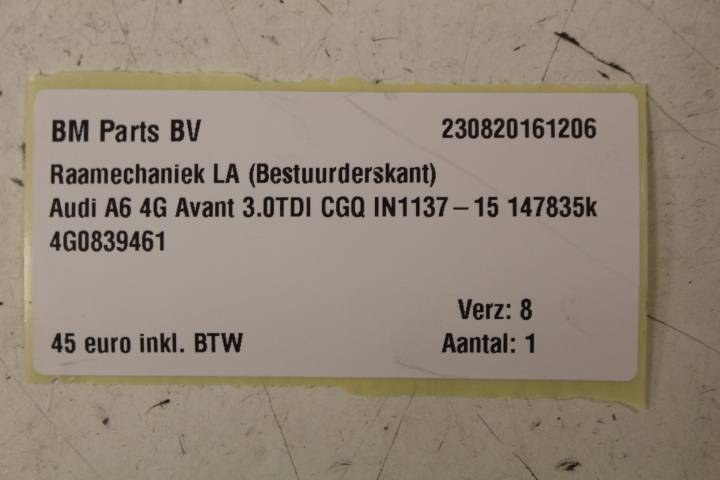 BM Parts BV 230820161206
Raamechaniek LA (Bestuurderskant)
Audi A6 4G Avant 3.0TDI CGQ IN1137-15 147835k
4G0839461
Verz: 8
45 euro inkl. BTW Aantal: 1